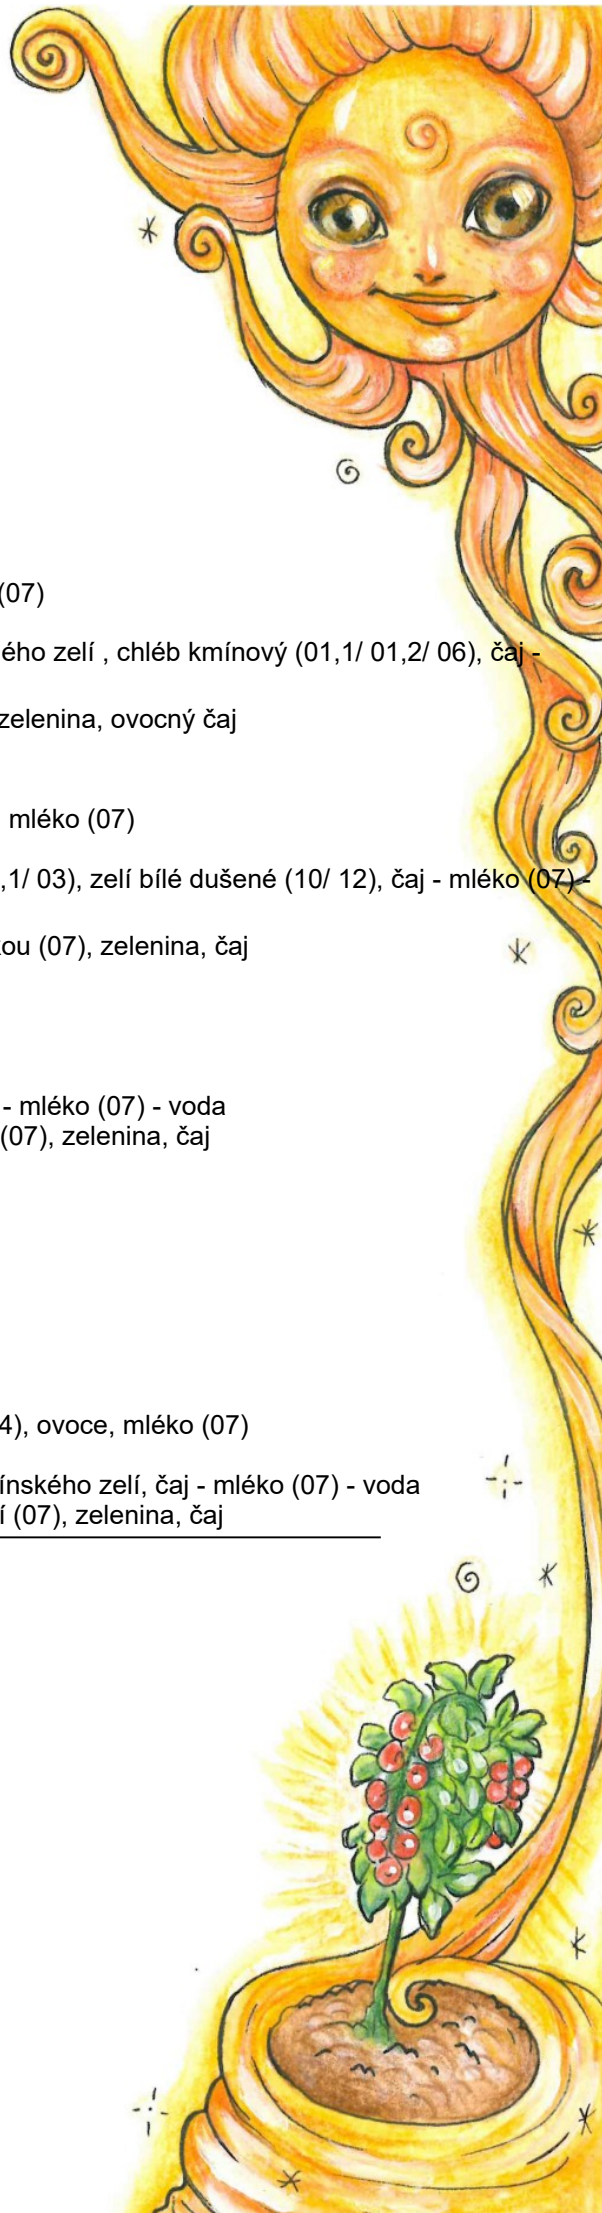 (07)
ého zelí , chléb kmínový (01,1/ 01,2/ 06), čaj -
zelenina, ovocný čaj
mléko (07)
,1/ 03), zelí bílé dušené (10/ 12), čaj - mléko (07) -
kou (07), zelenina, čaj
- mléko (07) - voda
(07), zelenina, čaj
4), ovoce, mléko (07)
ínského zelí, čaj - mléko (07) - voda
í (07), zelenina, čaj